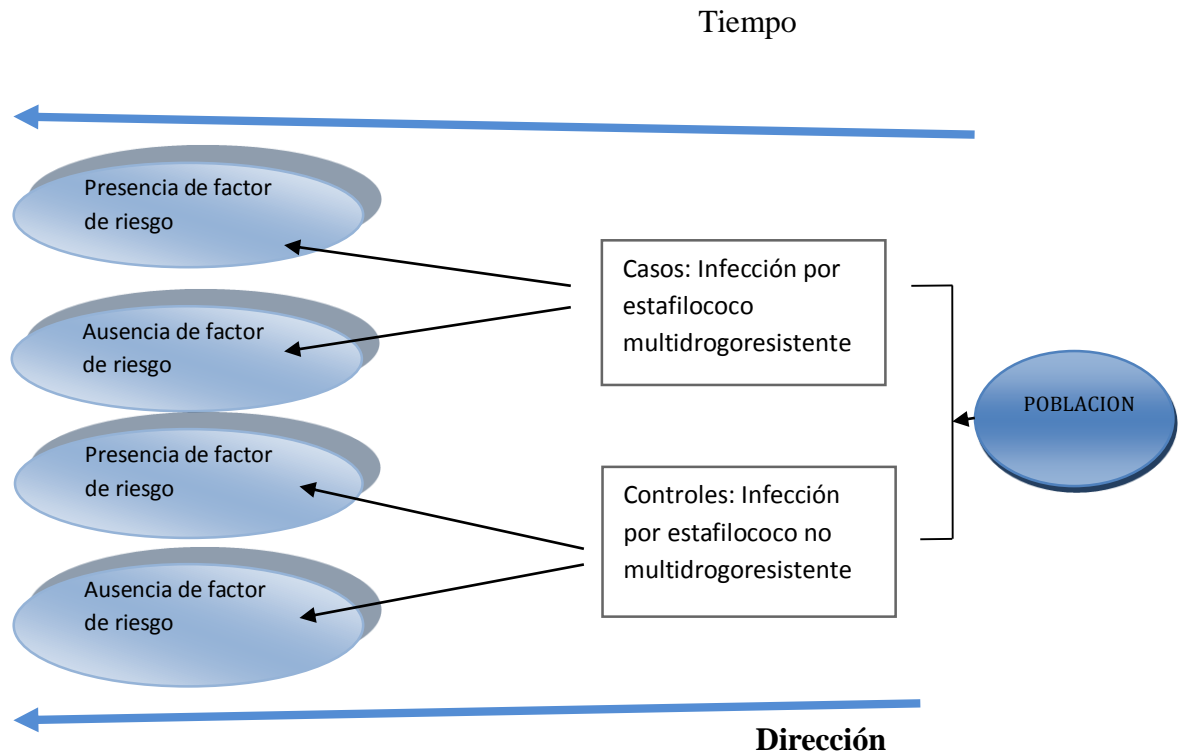 Tiempo
Presencia de factor
de riesgo
Ausencia de factor
de riesgo
Presencia de factor
de riesgo
Ausencia de factor
de riesgo
Casos: Infección por
estafilococo
multidrogoresistente
Controles: Infección
por estafilococo no
multidrogoresistente
POBLACION
Dirección